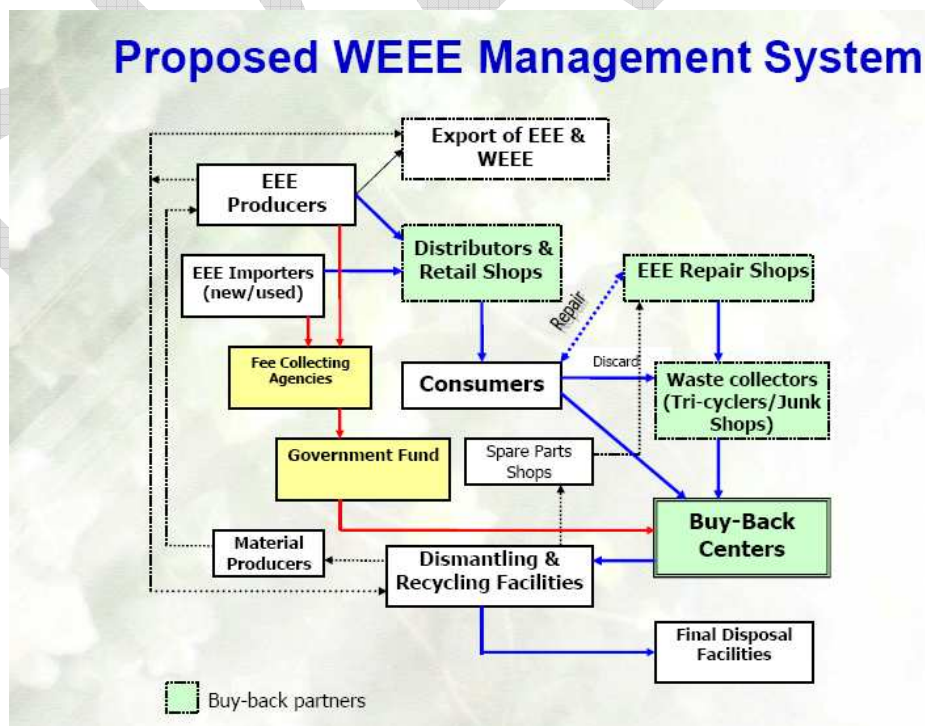 Proposed WEEE Management System
Export of EEE &
WEEE
EEE
Producers
Distributors &
Retail Shops
EEE Repair Shops
EEE Importers
(new/used)
Repair
Fee Collecting
Agencies
Consumers
Discard
Waste collectors
(Tri-cyclers/Junk
Shops)
Government Fund
Spare Parts
Shops
Buy-Back
Centers
Material
Producers
Dismantling &
Recycling Facilities
Final Disposal
Facilities
Buy-back partners